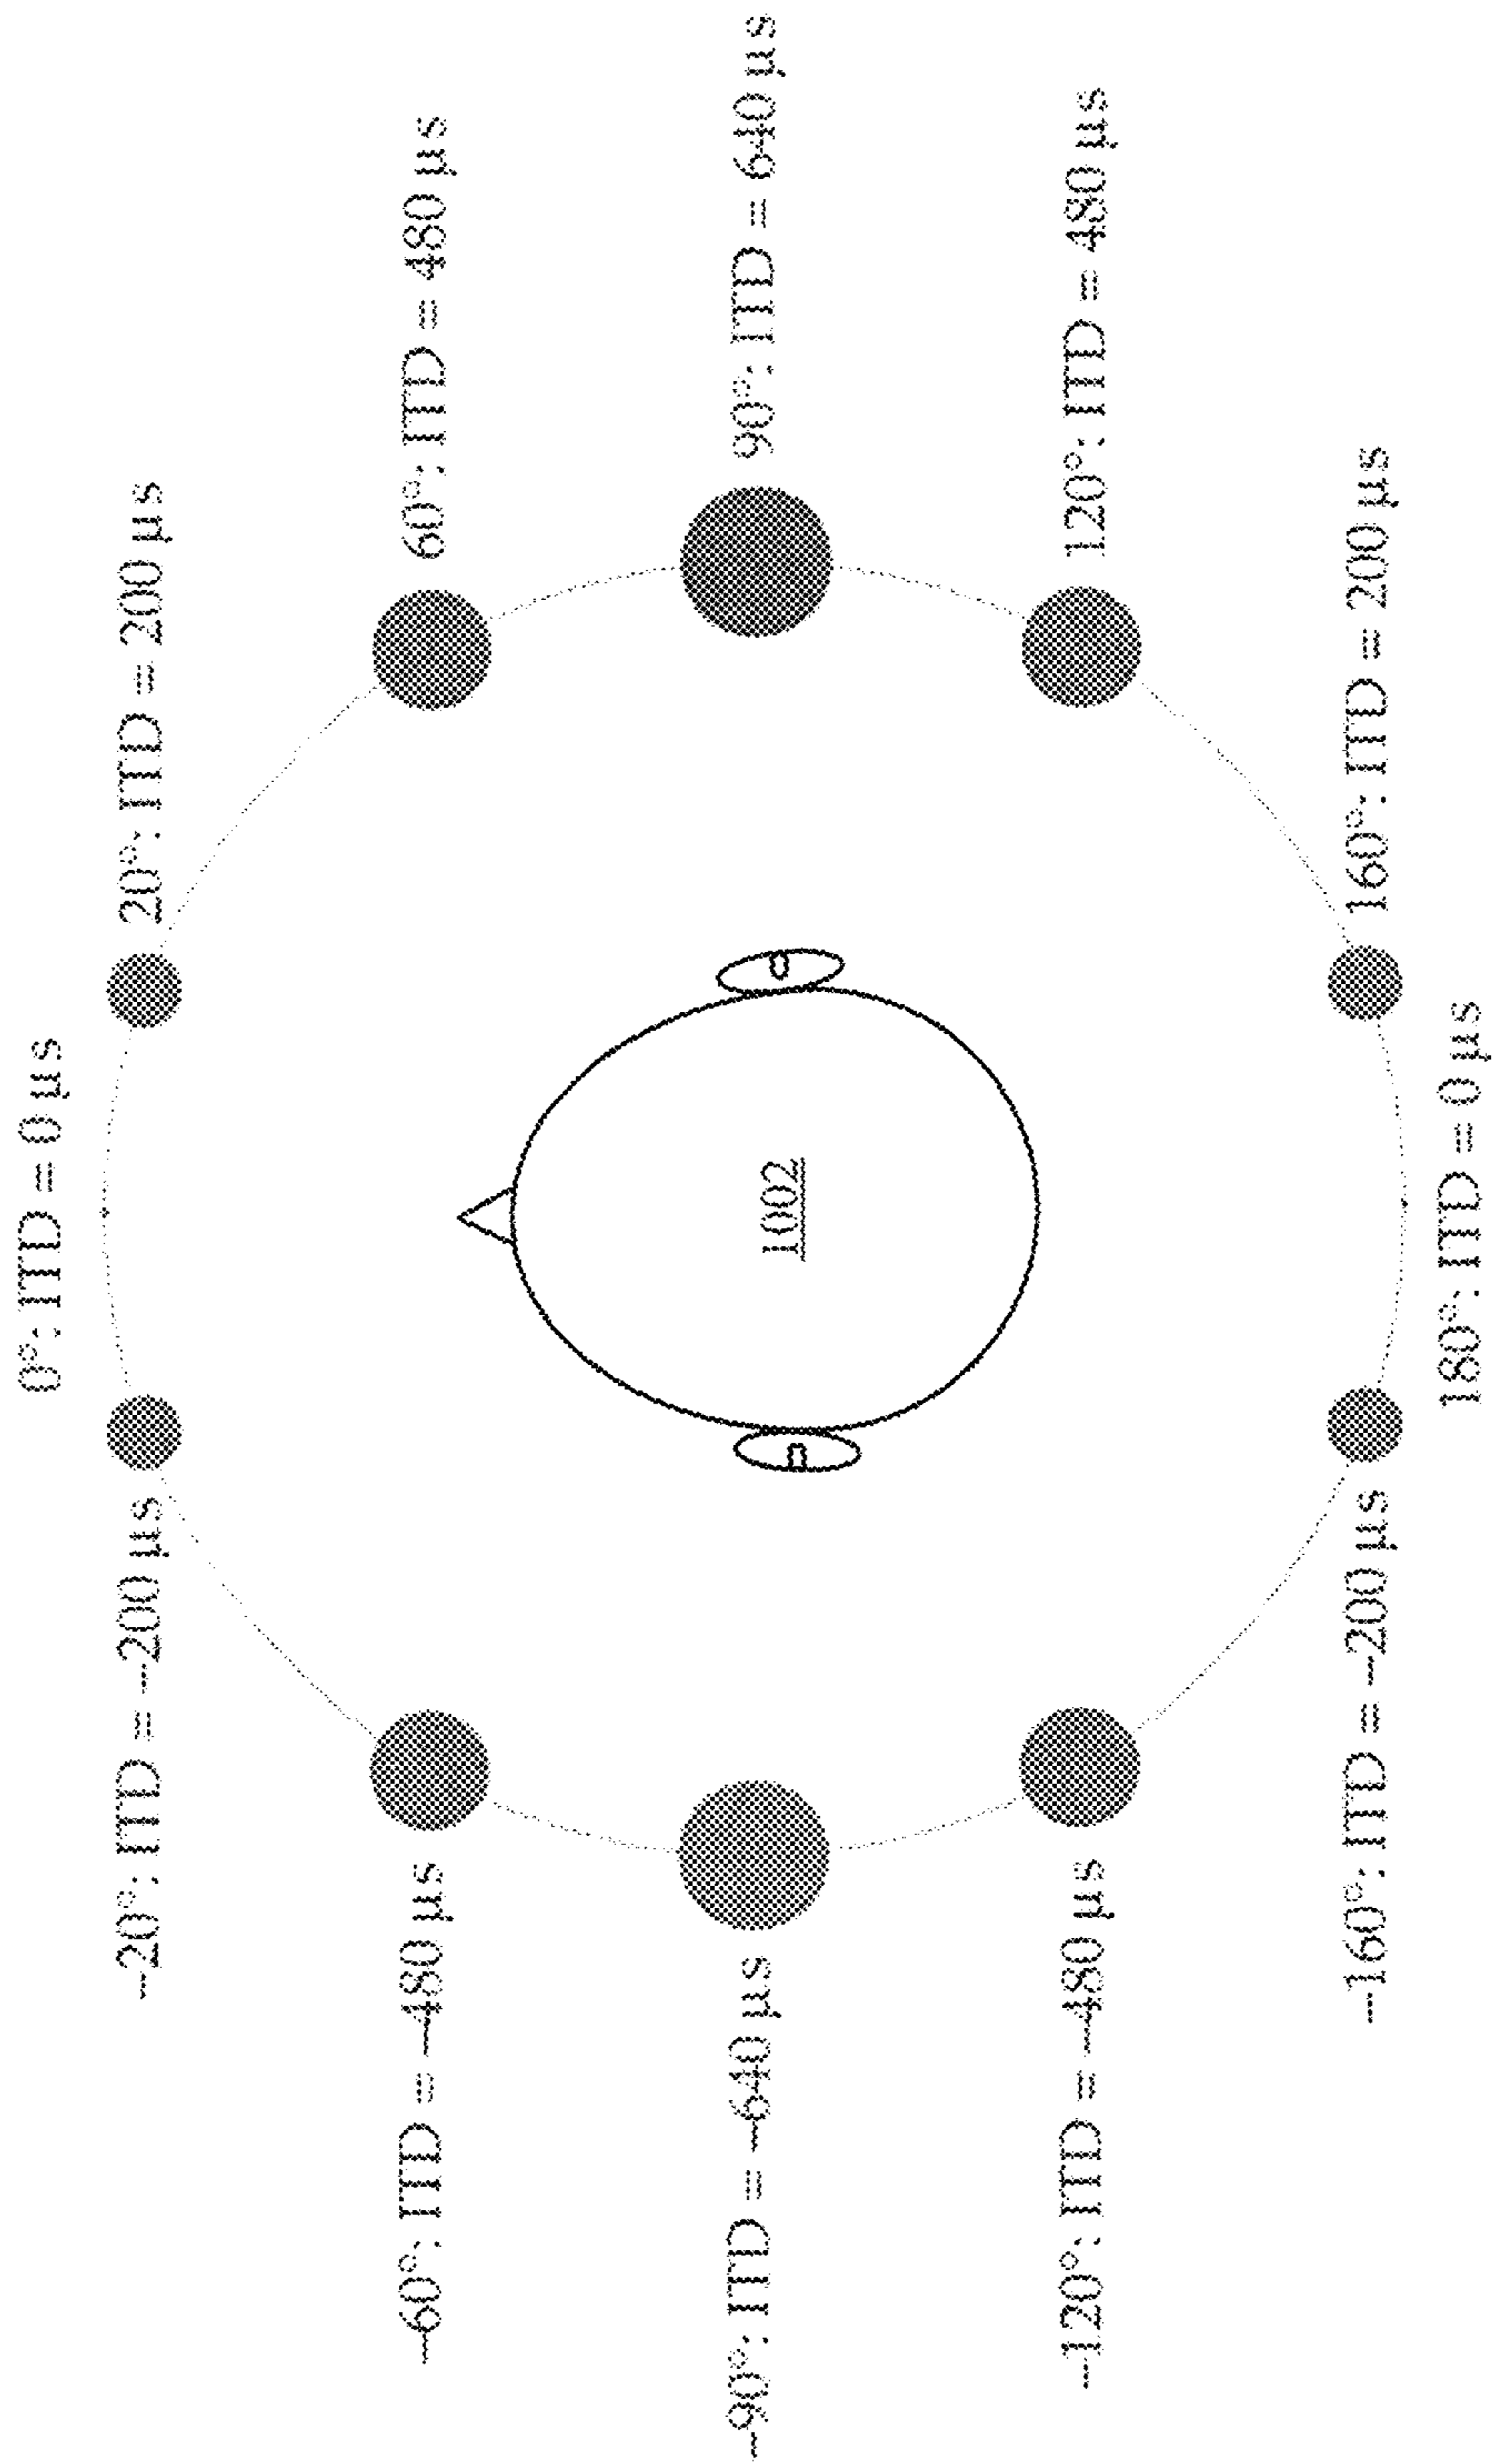 0°: ITD = 0 µs
−20°: ITD = −200 µs
20°: ITD = 200 µs
−60°: ITD = −480 µs
60°: ITD = 480 µs
−90°: ITD = −640 µs
1002
90°: ITD = 640 µs
−120°: ITD = −480 µs
120°: ITD = 480 µs
−160°: ITD = −200 µs
160°: ITD = 200 µs
180°: ITD = 0 µs